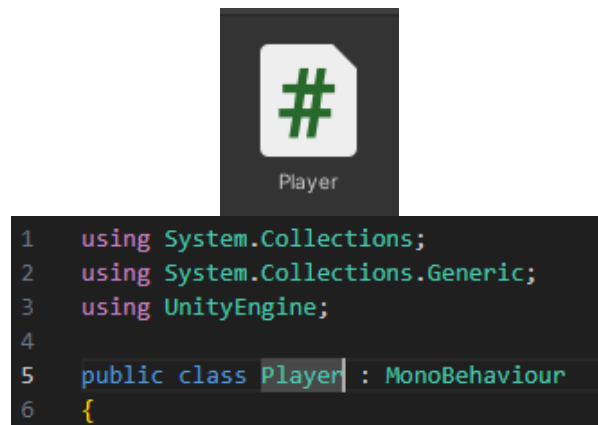 #
Player
1 using System.Collections;
2 using System.Collections.Generic;
3 using UnityEngine;
4
5 public class Player : MonoBehaviour
6 {